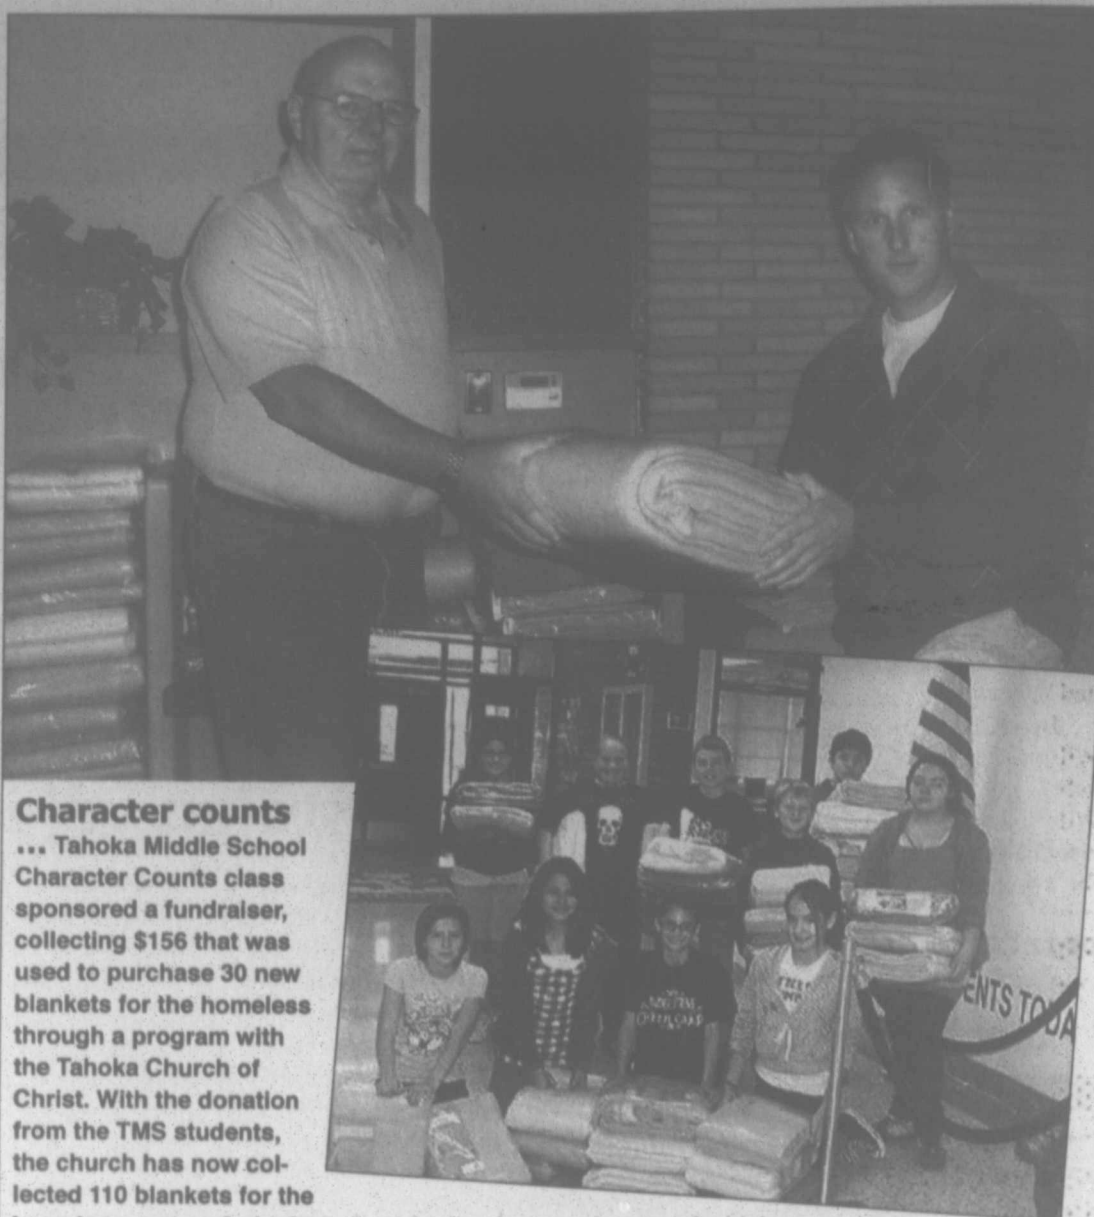 Character counts
... Tahoka Middle School
Character Counts class
sponsored a fundraiser,
collecting $156 that was
used to purchase 30 new
blankets for the homeless
through a program with
the Tahoka Church of
Christ. With the donation
from the TMS students,
the church has now col-
lected 110 blankets for the
ENTS TODA